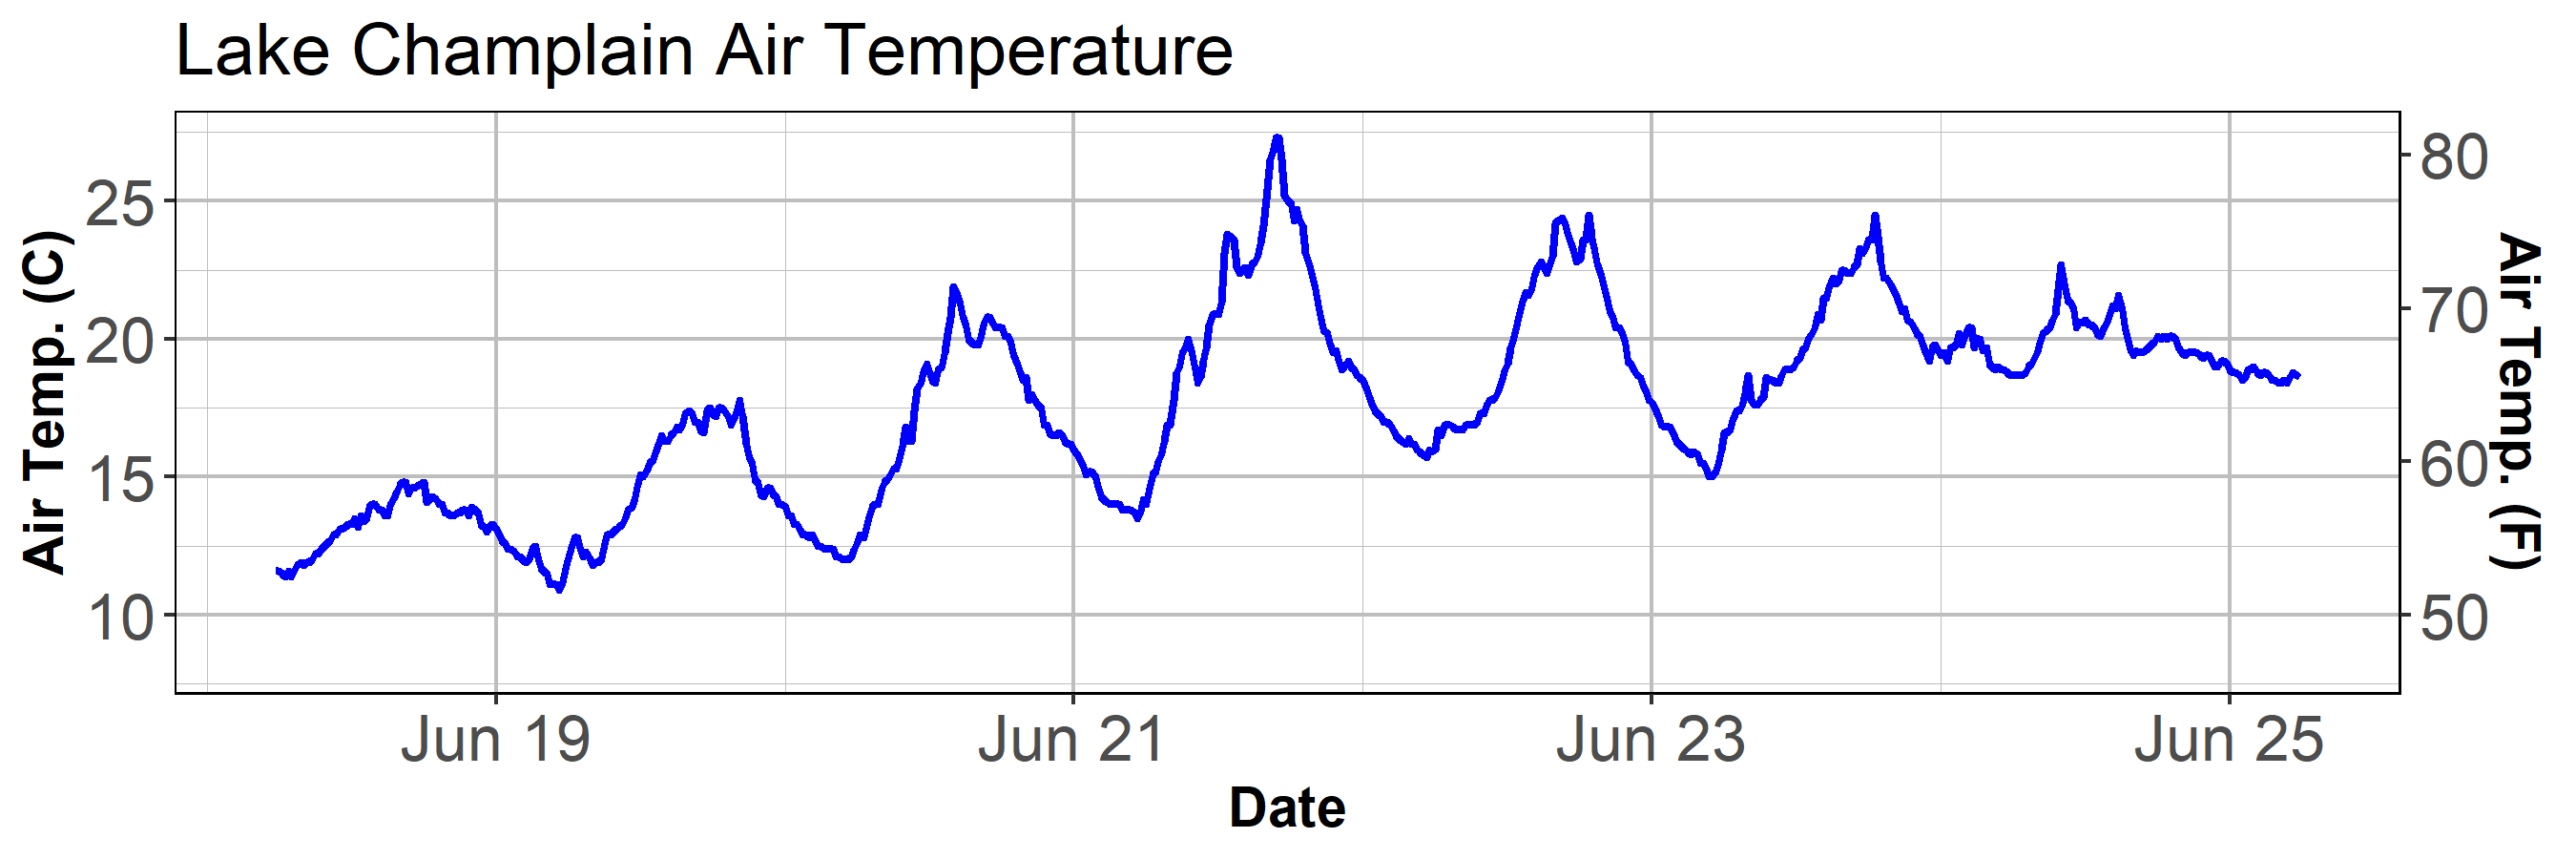 Lake Champlain Air Temperature
Air Temp. (C)
25
20
15
10
80
70
60
50
Air Temp. (F)
Jun 19
Jun 21
Jun 23
Jun 25
Date